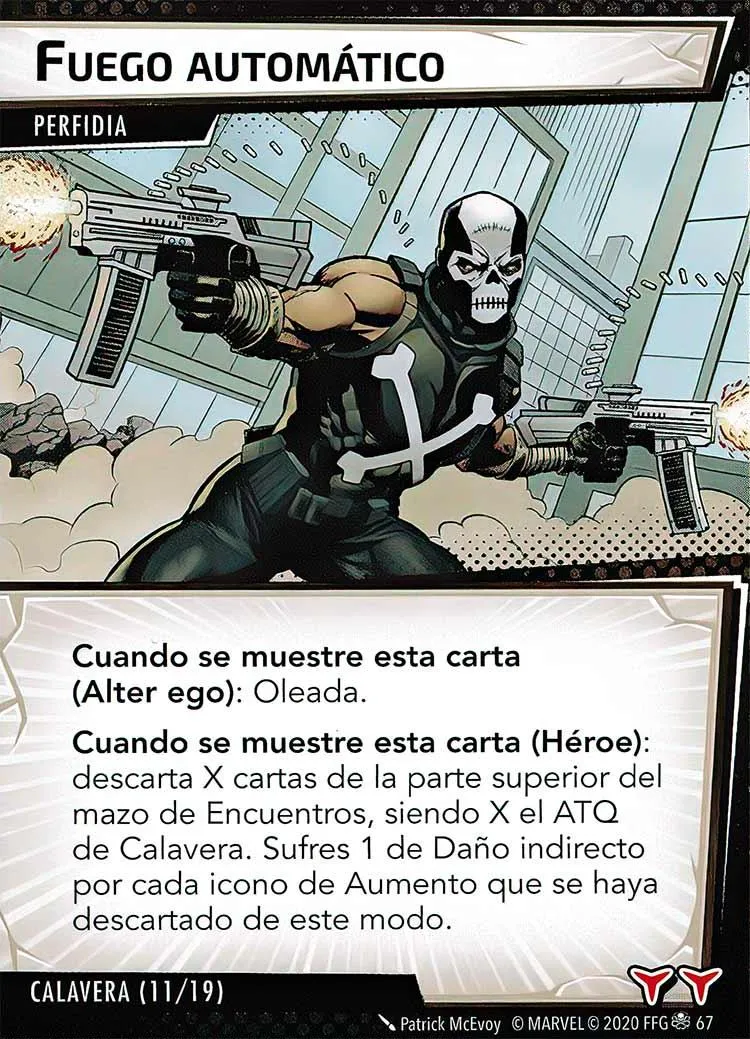 FUEGO AUTOMÁTICO
PERFIDIA
Cuando se muestre esta carta
(Alter ego): Oleada.
Cuando se muestre esta carta (Héroe):
descarta X cartas de la parte superior del
mazo de Encuentros, siendo X el ATQ
de Calavera. Sufres 1 de Daño indirecto
por cada icono de Aumento que se haya
descartado de este modo.
CALAVERA (11/19)
Patrick McEvoy © MARVEL © 2020 FFG 67